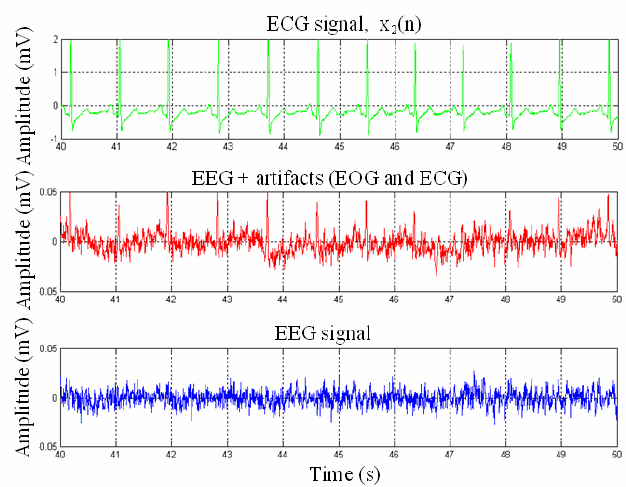 ECG signal, x₂(n)
Amplitude (mV)
2
1
0
-1
40 41 42 43 44 45 46 47 48 49 50
EEG + artifacts (EOG and ECG)
Amplitude (mV)
0.05
0
0.05
40 41 42 43 44 45 46 47 48 49 50
EEG signal
Amplitude (mV)
0.05
0
0.05
40 41 42 43 44 45 46 47 48 49 50
Time (s)